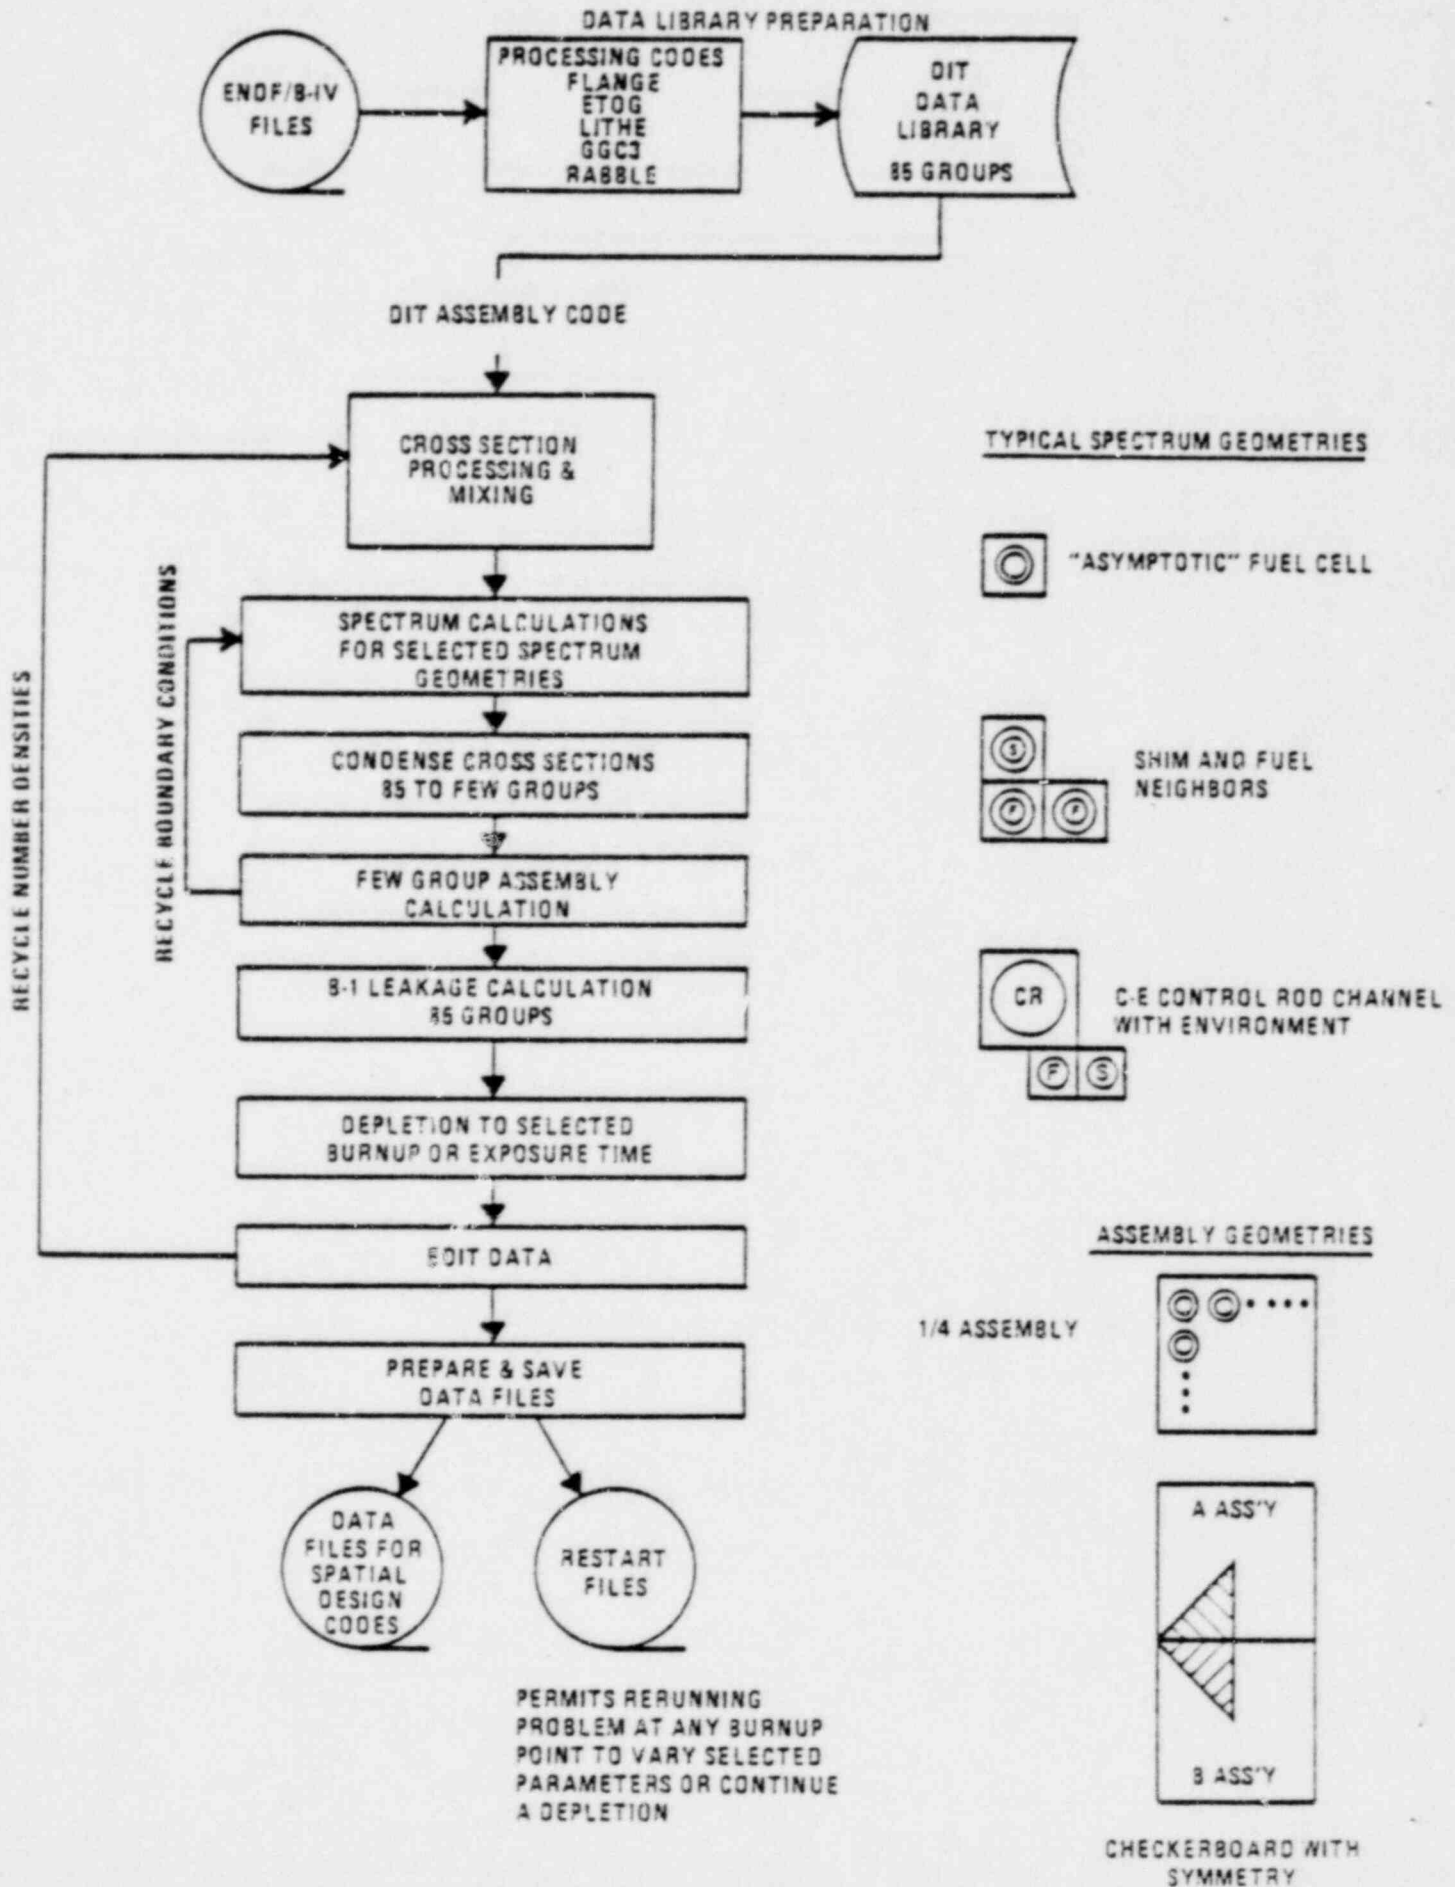 DATA LIBRARY PREPARATION
ENDF/B-IV
FILES
PROCESSING CODES
FLANGE
ETOG
LITHE
GGC3
RABBLE
DIT
DATA
LIBRARY
85 GROUPS
DIT ASSEMBLY CODE
CROSS SECTION
PROCESSING &
MIXING
RECYCLE NUMBER DENSITIES
RECYCLE BOUNDARY CONDITIONS
SPECTRUM CALCULATIONS
FOR SELECTED SPECTRUM
GEOMETRIES
CONDENSE CROSS SECTIONS
85 TO FEW GROUPS
FEW GROUP ASSEMBLY
CALCULATION
B-1 LEAKAGE CALCULATION
85 GROUPS
DEPLETION TO SELECTED
BURNUP OR EXPOSURE TIME
EDIT DATA
PREPARE & SAVE
DATA FILES
DATA
FILES FOR
SPATIAL
DESIGN
CODES
RESTART
FILES
PERMITS RERUNNING
PROBLEM AT ANY BURNUP
POINT TO VARY SELECTED
PARAMETERS OR CONTINUE
A DEPLETION
TYPICAL SPECTRUM GEOMETRIES
"ASYMPTOTIC" FUEL CELL
S
F F
SHIM AND FUEL
NEIGHBORS
CR
F S
C-E CONTROL ROD CHANNEL
WITH ENVIRONMENT
ASSEMBLY GEOMETRIES
1/4 ASSEMBLY
A ASS'Y
B ASS'Y
CHECKERBOARD WITH
SYMMETRY